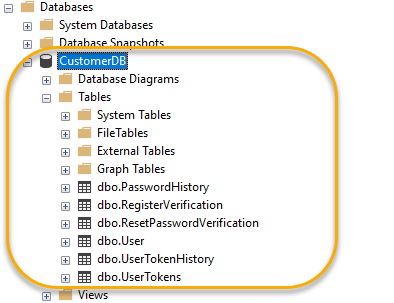 Databases
System Databases
Database Snapshots
CustomerDB
Database Diagrams
Tables
System Tables
FileTables
External Tables
Graph Tables
dbo.PasswordHistory
dbo.RegisterVerification
dbo.ResetPasswordVerification
dbo.User
dbo.UserTokenHistory
dbo.UserTokens
Views